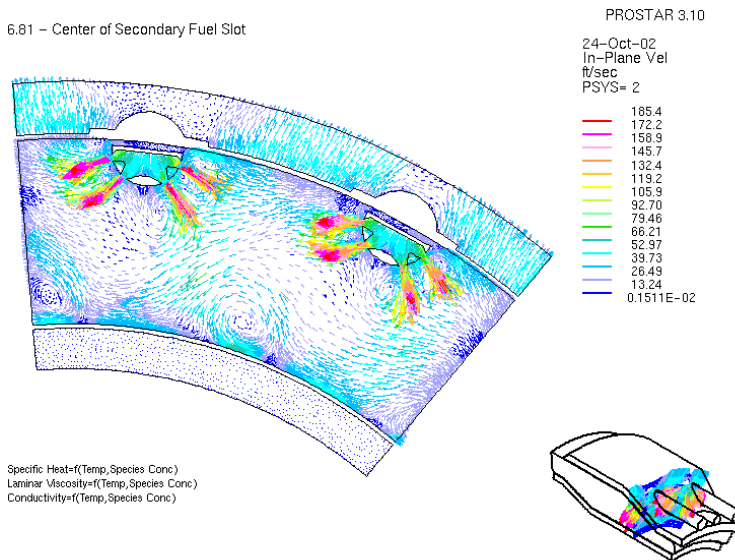 PROSTAR 3.10
6.81 - Center of Secondary Fuel Slot
24-Oct-02
In-Plane Vel
ft/sec
PSYS= 2
185.4
172.2
158.9
145.7
132.4
119.2
105.9
92.70
79.46
66.21
52.97
39.73
26.49
13.24
0.1511E-02
Specific Heat=f(Temp,Species Conc)
Laminar Viscosity=f(Temp,Species Conc)
Conductivity=f(Temp,Species Conc)